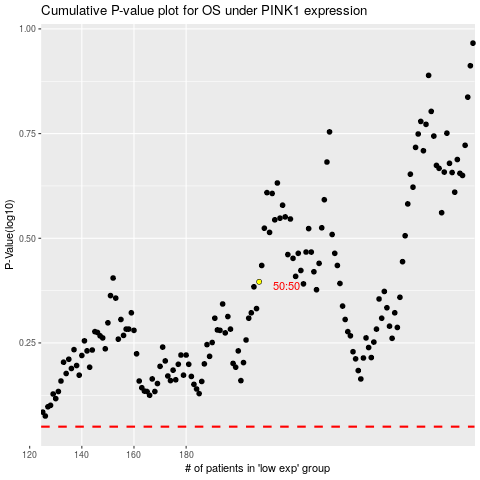 Cumulative P-value plot for OS under PINK1 expression
1.00
0.75
0.50
0.25
P-Value(log10)
50:50
120 140 160 180
# of patients in 'low exp' group